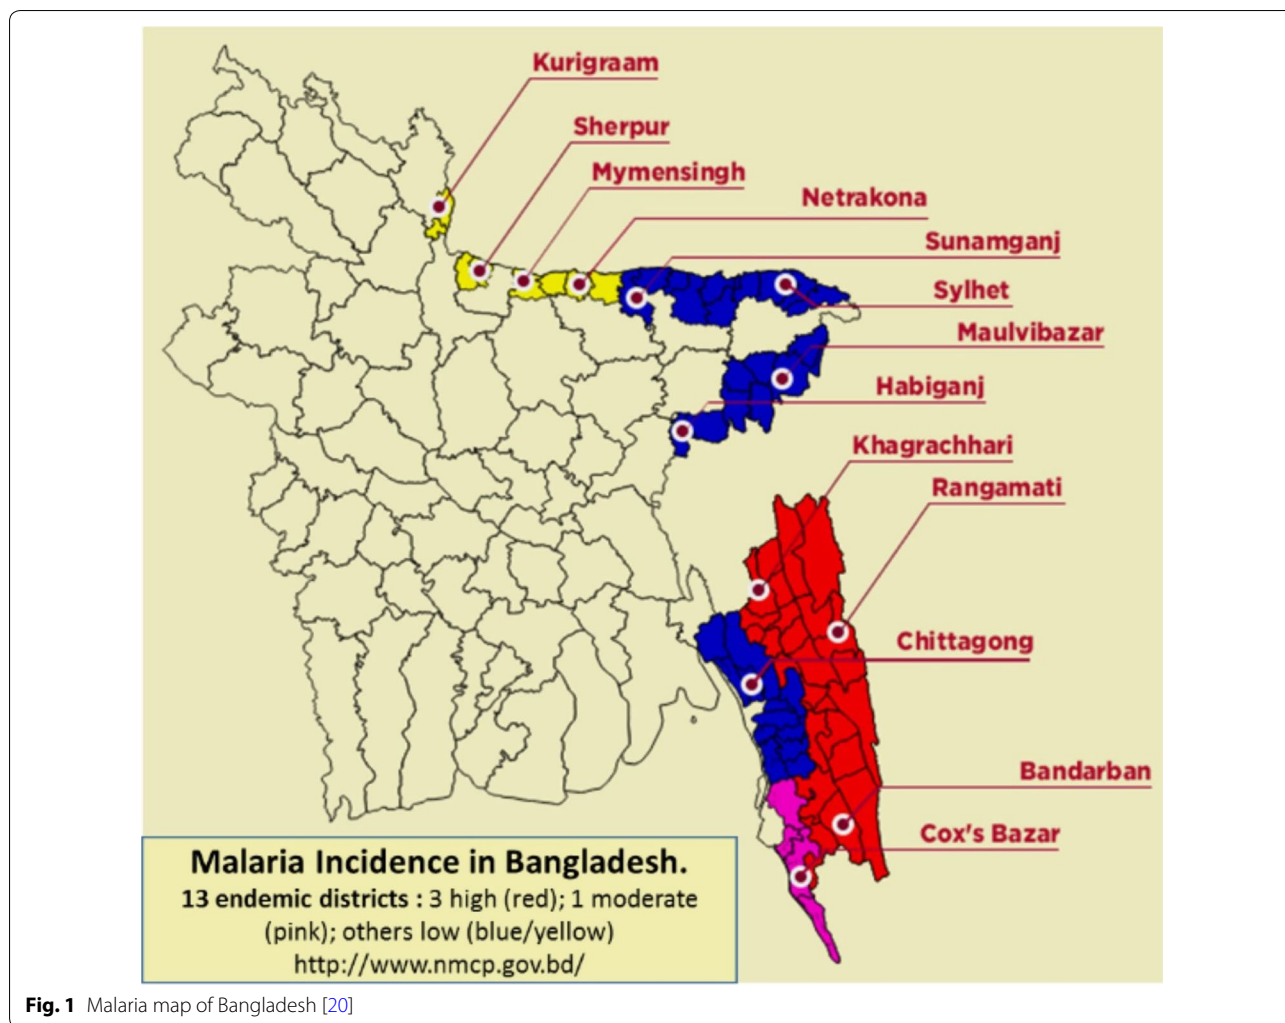 Kurigraam
Sherpur
Mymensingh
Netrakona
Sunamganj
Sylhet
Maulvibazar
Habiganj
Khagrachhari
Rangamati
Chittagong
Bandarban
Cox's Bazar
Malaria Incidence in Bangladesh.
13 endemic districts : 3 high (red); 1 moderate
(pink); others low (blue/yellow)
http://www.nmcp.gov.bd/
Fig. 1 Malaria map of Bangladesh [20]